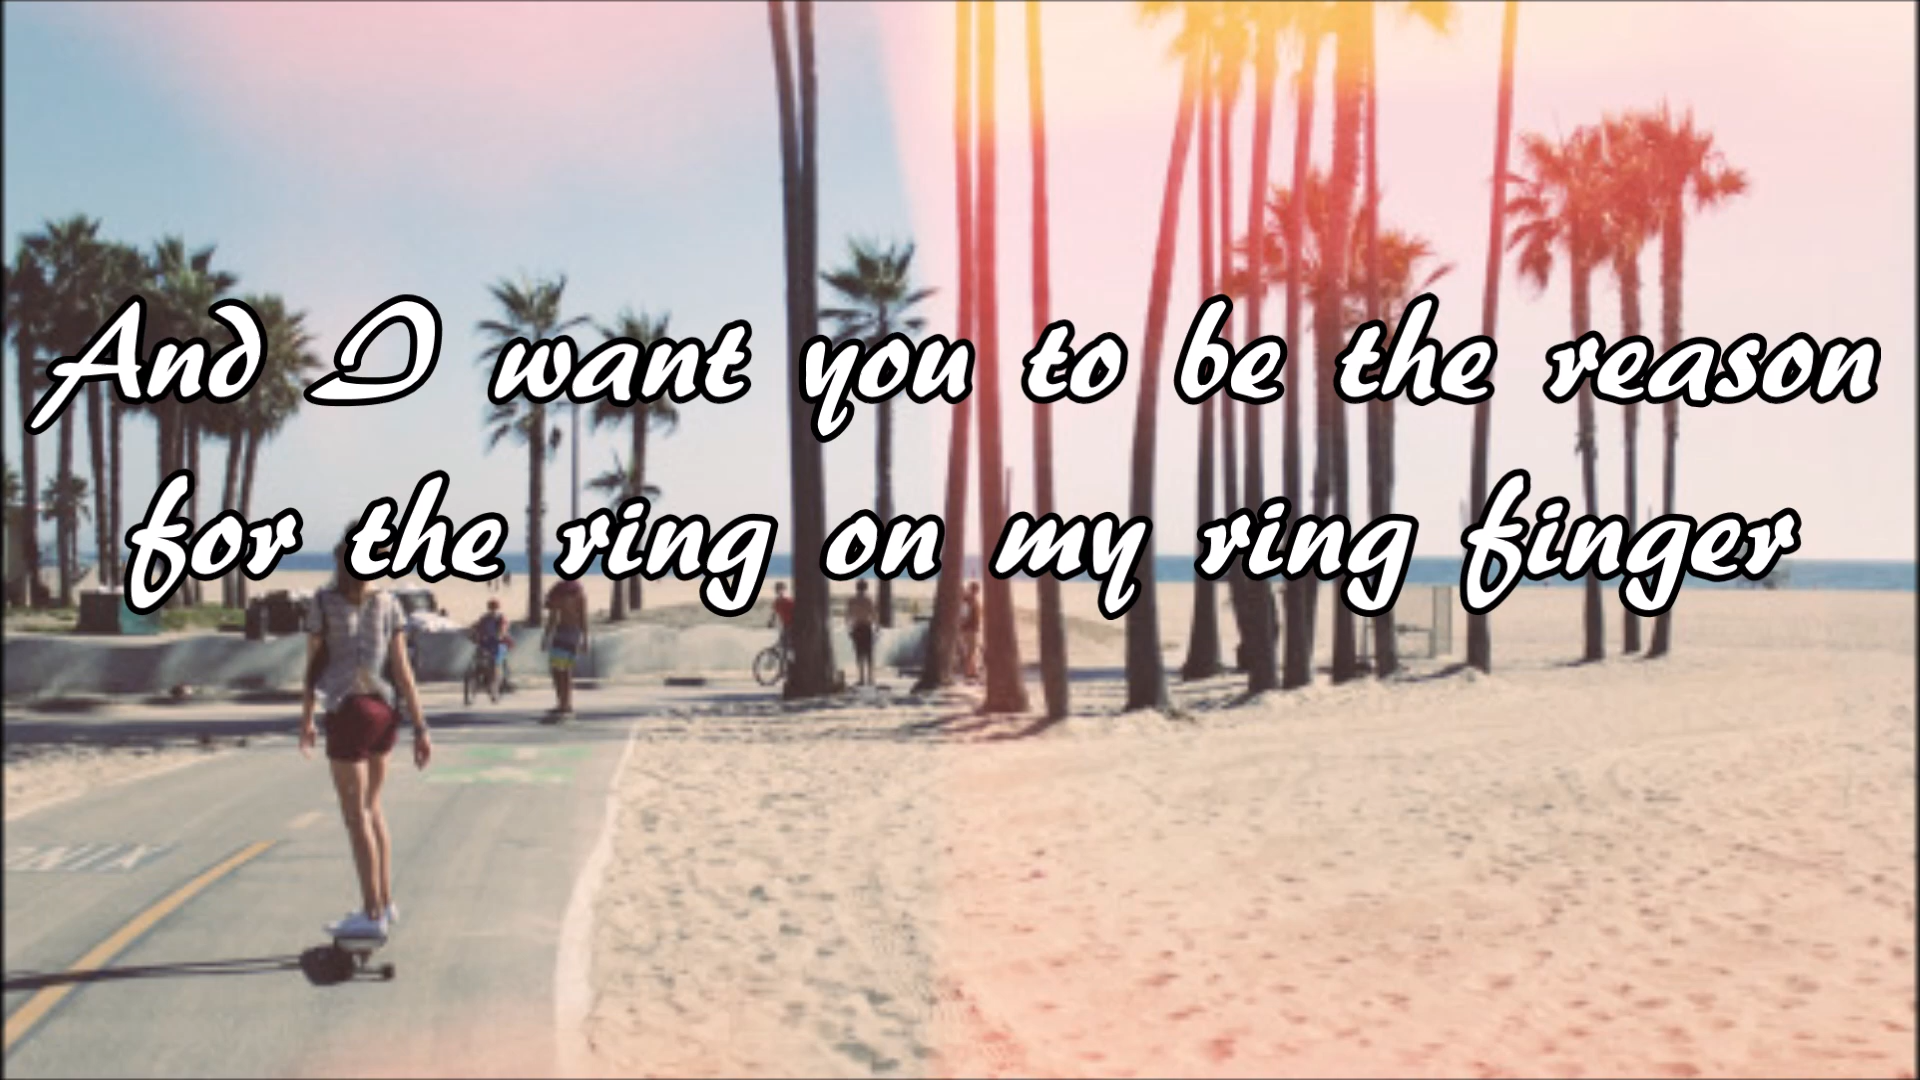 And I want you to be the reason
for the ring on my ring finger